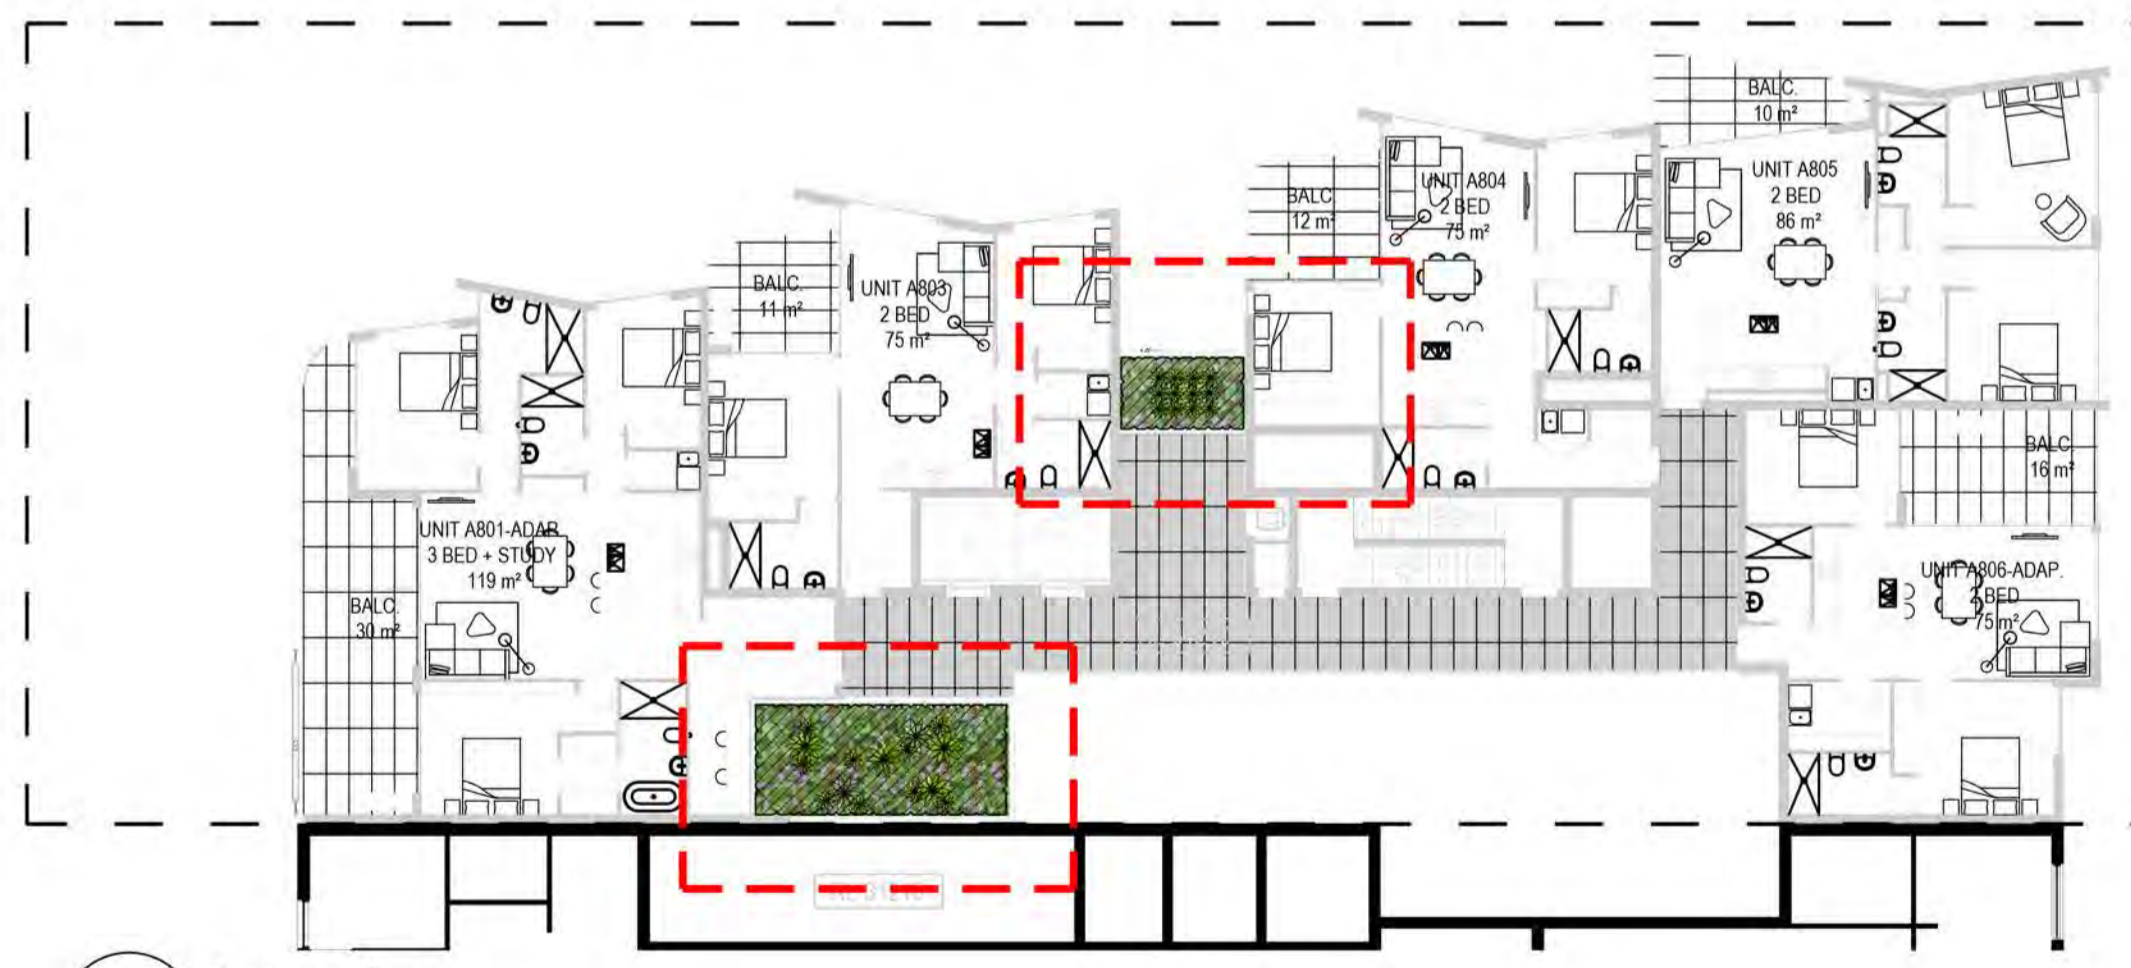 BALC.
10 m²
UNIT A805
2 BED
86 m²
UNIT A804
2 BED
75 m²
BALC.
12 m²
BALC.
11 m²
UNIT A803
2 BED
75 m²
BALC.
16 m²
UNIT A801-ADAP.
3 BED + STUDY
119 m²
BALC.
30 m²
UNIT A806-ADAP.
2 BED
75 m²